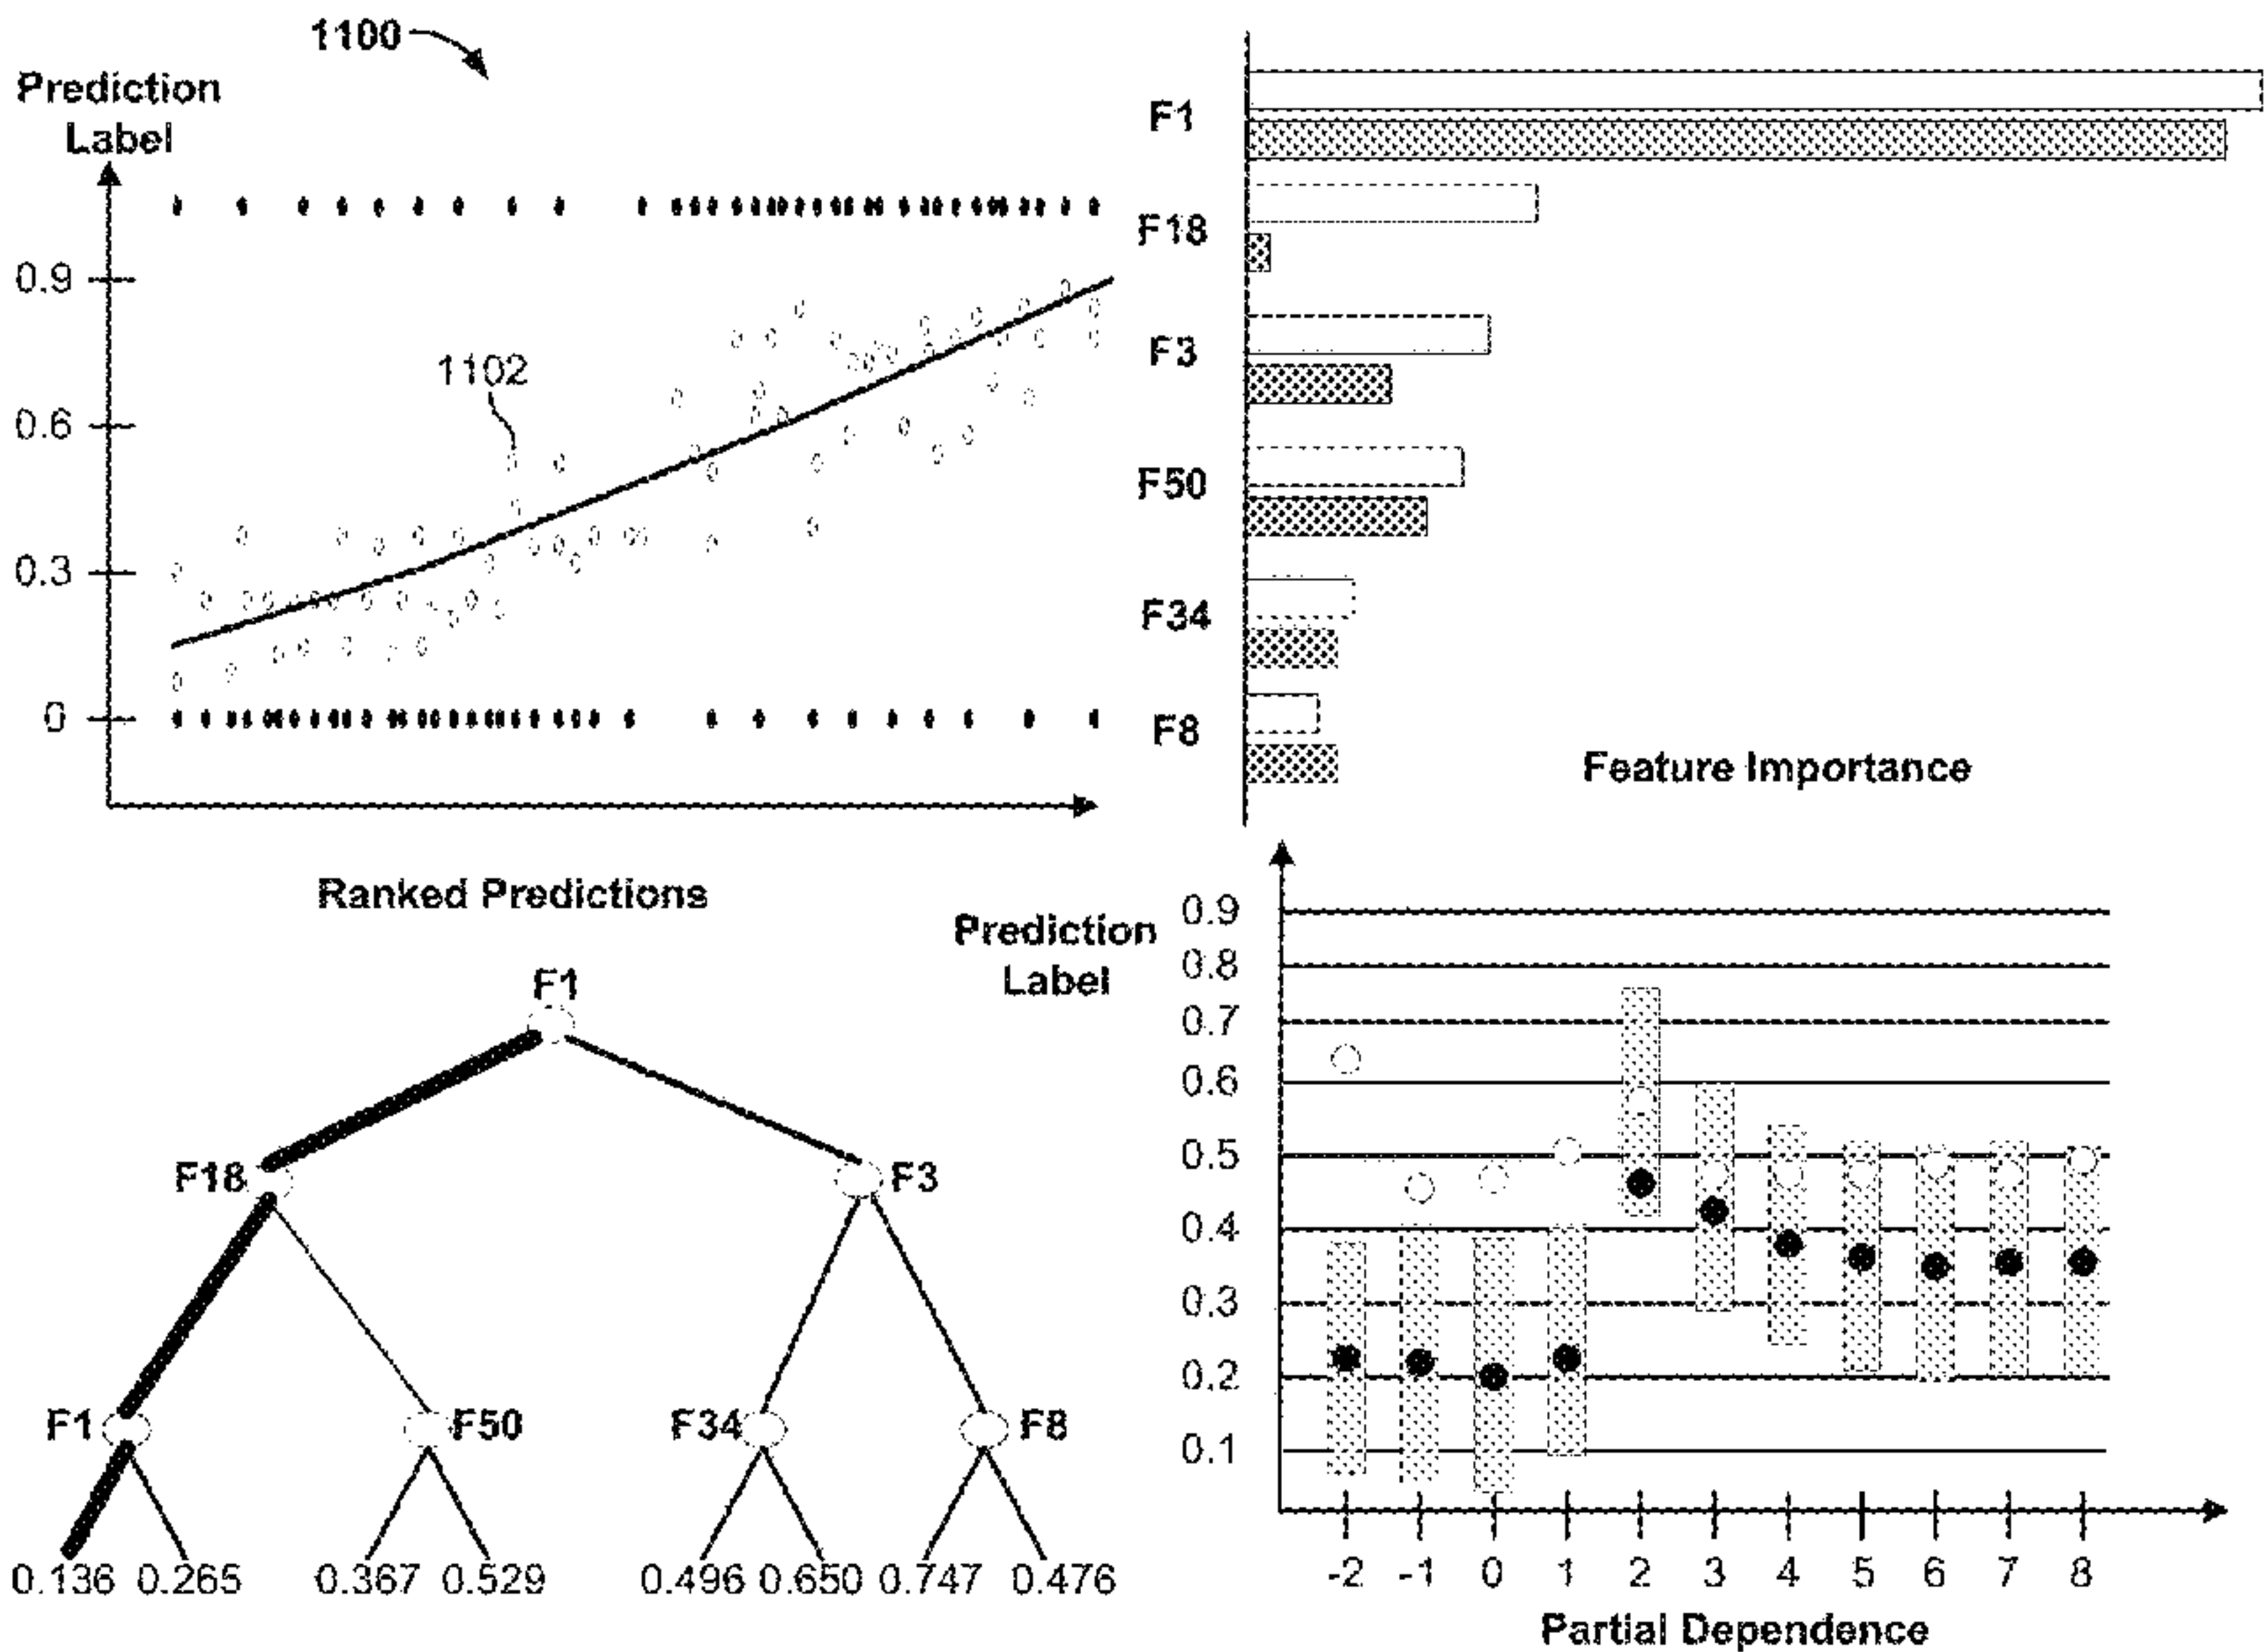 1100
Prediction
Label
0.9
0.6
0.3
0
1102
Ranked Predictions
F1
F18
F3
F50
F34
F8
Feature Importance
F1
F18
F3
F1
F50
F34
F8
0.136 0.265 0.367 0.529 0.496 0.650 0.747 0.476
Prediction
Label
0.9
0.8
0.7
0.6
0.5
0.4
0.3
0.2
0.1
-2 -1 0 1 2 3 4 5 6 7 8
Partial Dependence